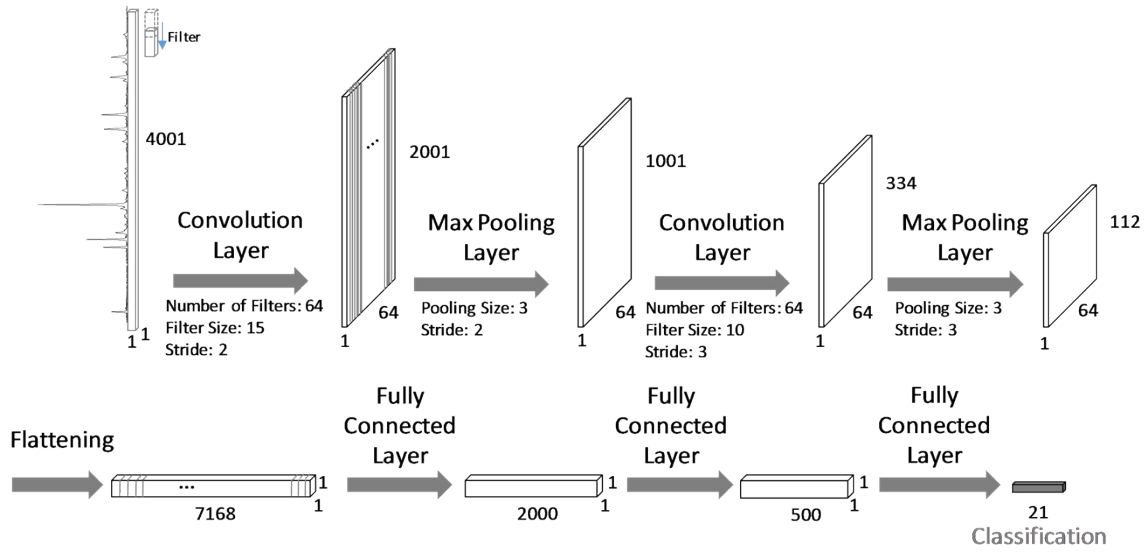 Filter
4001
1
1
Convolution
Layer
Number of Filters: 64
Filter Size: 15
Stride: 2
2001
64
1
Max Pooling
Layer
Pooling Size: 3
Stride: 2
1001
64
1
Convolution
Layer
Number of Filters: 64
Filter Size: 10
Stride: 3
334
64
1
Max Pooling
Layer
Pooling Size: 3
Stride: 3
112
64
1
Flattening
...
7168
1
1
Fully
Connected
Layer
2000
1
1
Fully
Connected
Layer
500
1
1
Fully
Connected
Layer
21
Classification